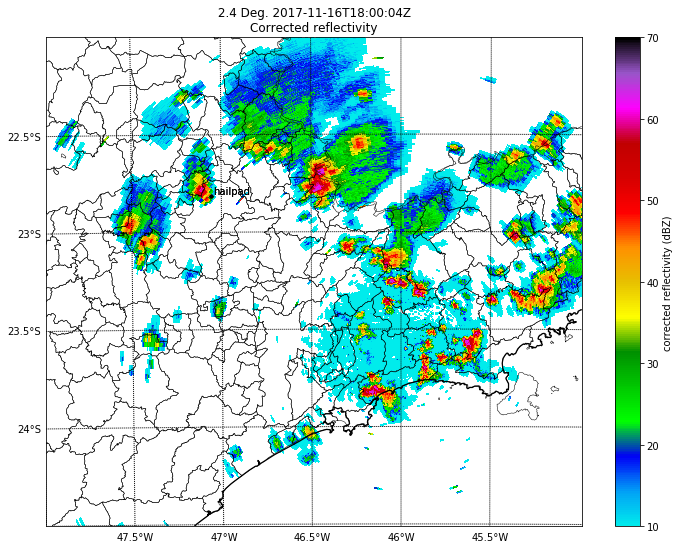 2.4 Deg. 2017-11-16T18:00:04Z
Corrected reflectivity
70
60
50
40
30
20
10
corrected reflectivity (dBZ)
22.5°S
hailpad
23°S
23.5°S
24°S
47.5°W
47°W
46.5°W
46°W
45.5°W